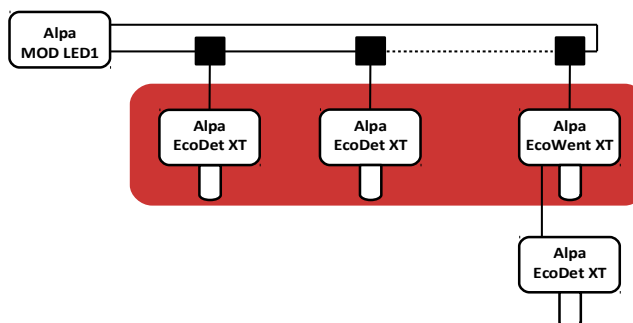 Alpa
MOD LED1
Alpa
EcoDet XT
Alpa
EcoDet XT
Alpa
EcoWent XT
Alpa
EcoDet XT